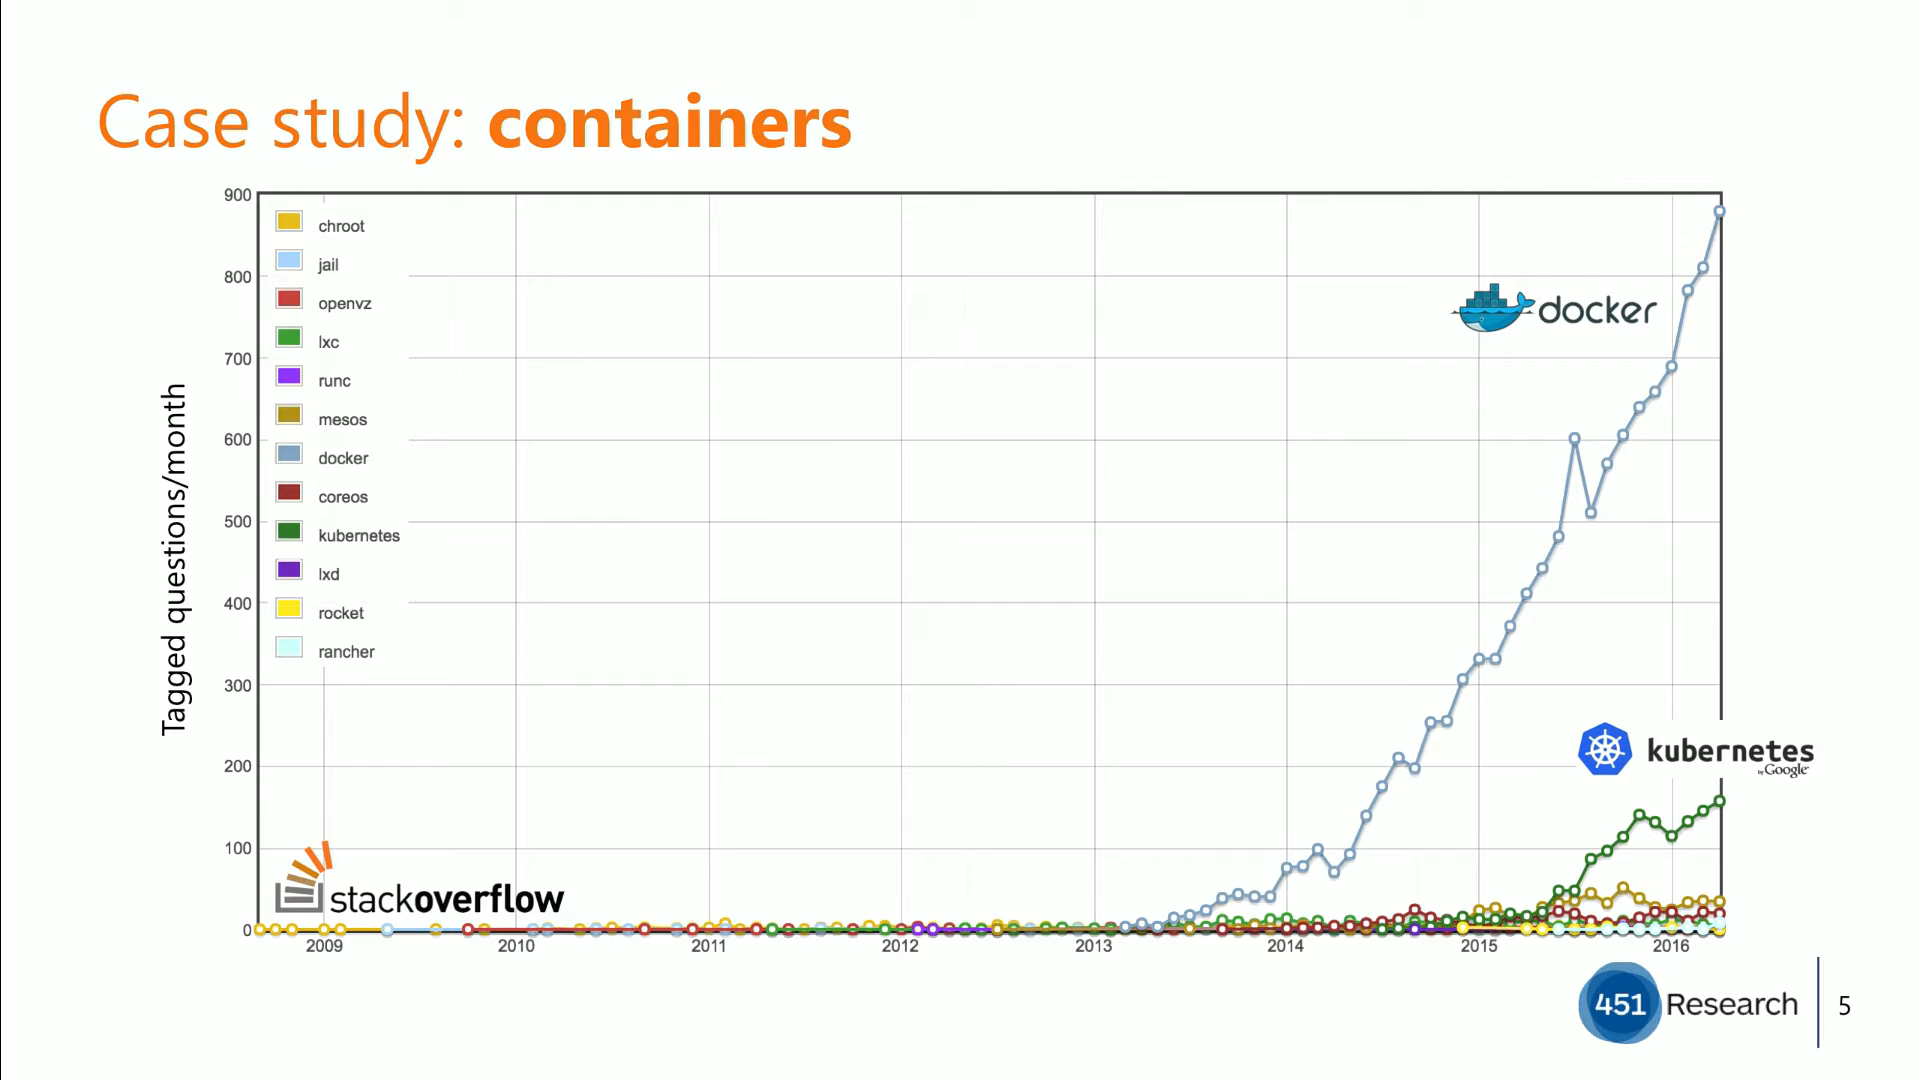 Case study: containers
Tagged questions/month
900
800
700
600
500
400
300
200
100
0
chroot
jail
openvz
lxc
runc
mesos
docker
coreos
kubernetes
lxd
rocket
rancher
docker
kubernetes
by Google
stackoverflow
2009 2010 2011 2012 2013 2014 2015 2016
451 Research
5